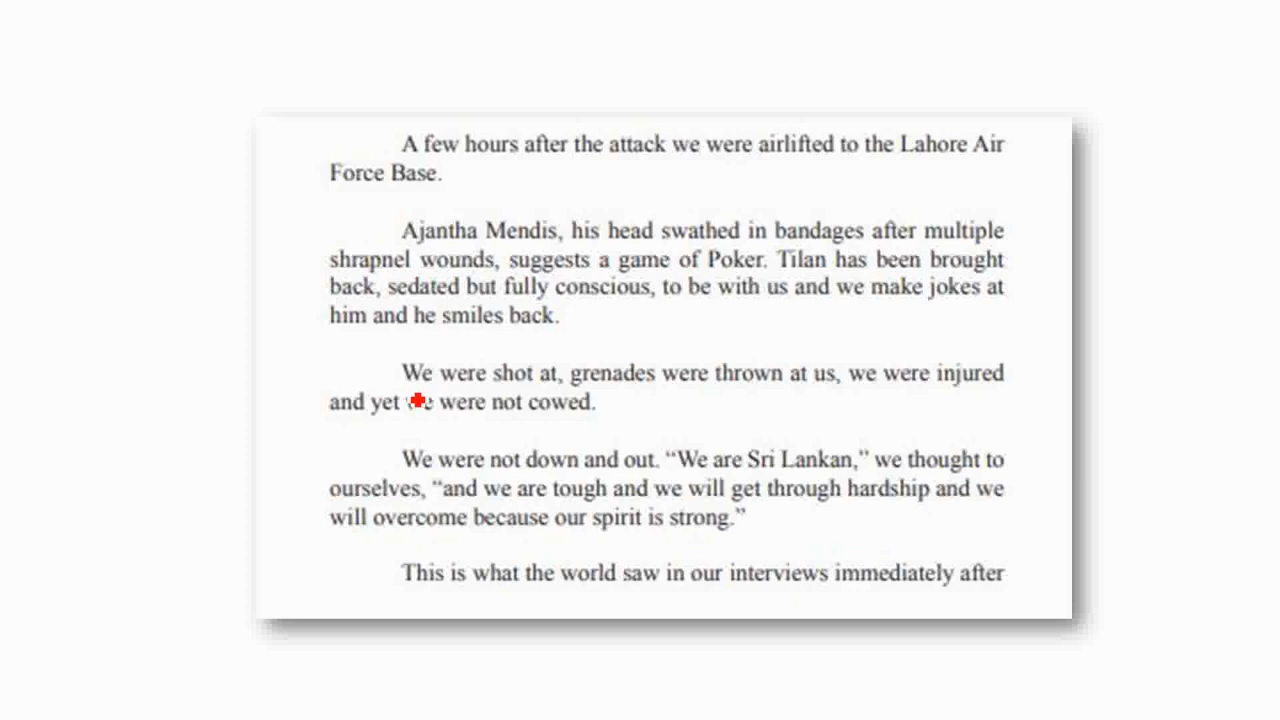 A few hours after the attack we were airlifted to the Lahore Air
Force Base.
Ajantha Mendis, his head swathed in bandages after multiple
shrapnel wounds, suggests a game of Poker. Tilan has been brought
back, sedated but fully conscious, to be with us and we make jokes at
him and he smiles back.
We were shot at, grenades were thrown at us, we were injured
and yet we were not cowed.
We were not down and out. “We are Sri Lankan,” we thought to
ourselves, “and we are tough and we will get through hardship and we
will overcome because our spirit is strong.”
This is what the world saw in our interviews immediately after